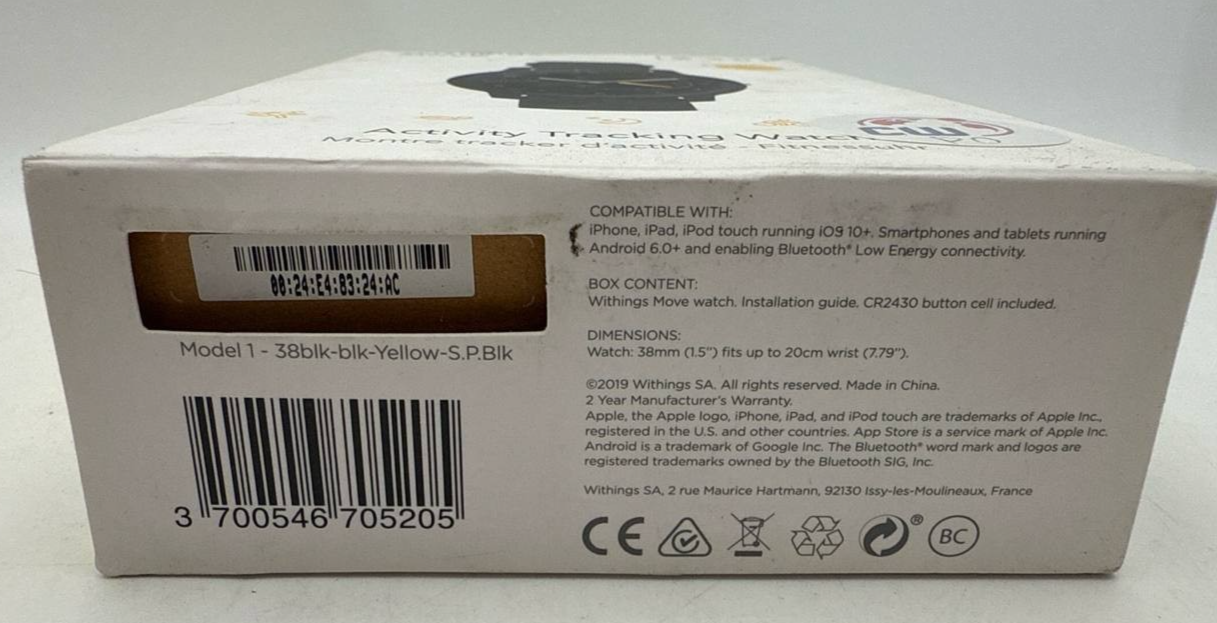 Activity Tracking Watch
Montre tracker d'activité - Fitnessuhr
00:24:E4:83:24:AC
Model 1 - 38blk-blk-Yellow-S.P.Blk
3 700546 705205
COMPATIBLE WITH:
iPhone, iPad, iPod touch running iO9 10+. Smartphones and tablets running
Android 6.0+ and enabling Bluetooth® Low Energy connectivity.
BOX CONTENT:
Withings Move watch. Installation guide. CR2430 button cell included.
DIMENSIONS:
Watch: 38mm (1.5") fits up to 20cm wrist (7.79").
©2019 Withings SA. All rights reserved. Made in China.
2 Year Manufacturer's Warranty.
Apple, the Apple logo, iPhone, iPad, and iPod touch are trademarks of Apple Inc.,
registered in the U.S. and other countries. App Store is a service mark of Apple Inc.
Android is a trademark of Google Inc. The Bluetooth® word mark and logos are
registered trademarks owned by the Bluetooth SIG, Inc.
Withings SA, 2 rue Maurice Hartmann, 92130 Issy-les-Moulineaux, France
CE ® BC